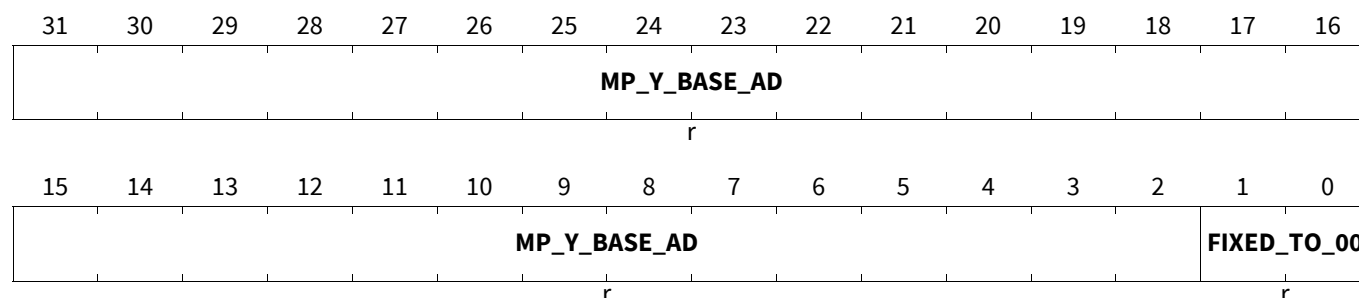 31 30 29 28 27 26 25 24 23 22 21 20 19 18 17 16
MP_Y_BASE_AD
r
15 14 13 12 11 10 9 8 7 6 5 4 3 2 1 0
MP_Y_BASE_AD FIXED_TO_00
r r